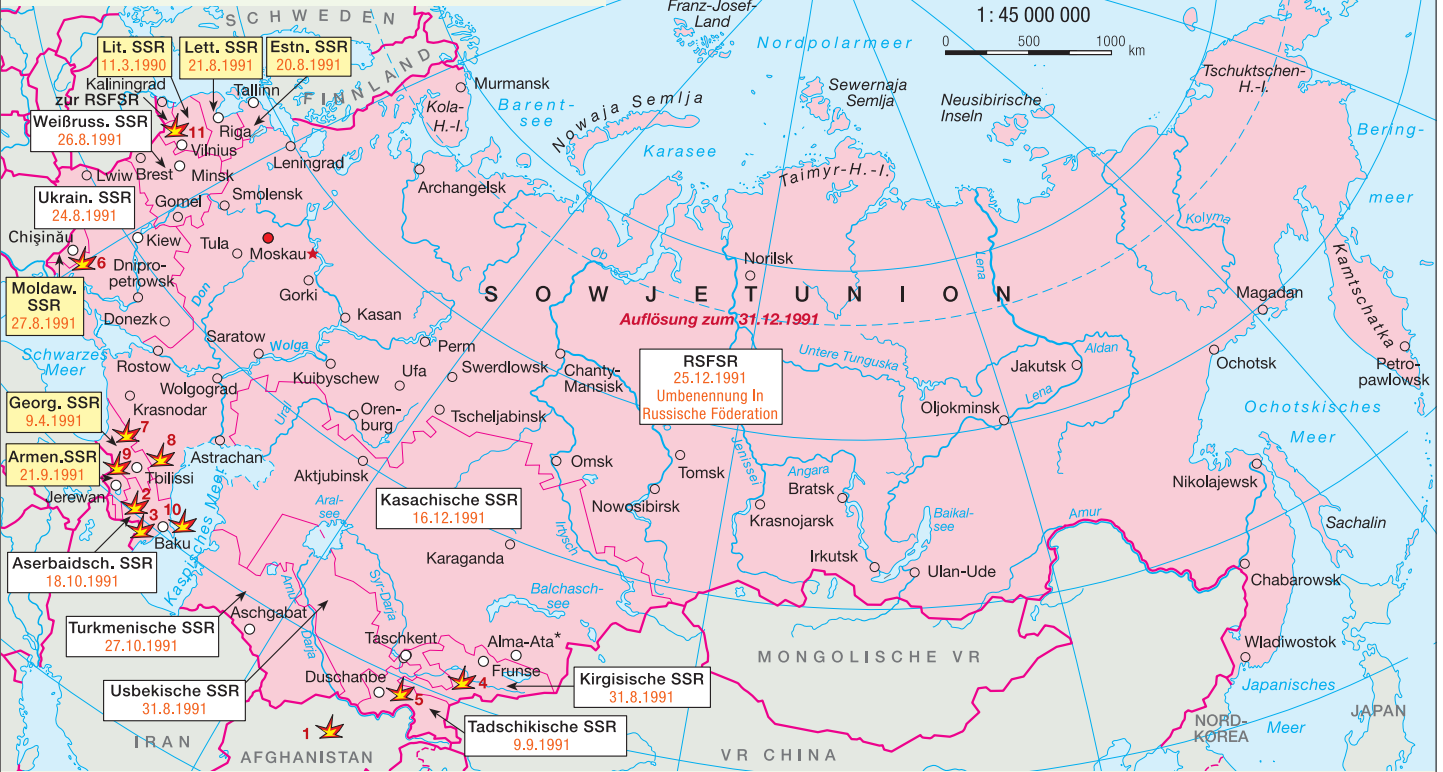 SCHWEDEN
FINNLAND
Franz-Josef-
Land
1: 45 000 000
0 500 1000 km
Nordpolarmeer
Lit. SSR
11.3.1990
Lett. SSR
21.8.1991
Estn. SSR
20.8.1991
Kaliningrad
zur RSFSR
Tallinn
Murmansk
Kola-
H.-I.
Barent-
see
Nowaja Semlja
Karasee
Sewernaja
Semlja
Neusibirische
Inseln
Tschuktschen-
H.-I.
Bering-
meer
Weißruss. SSR
26.8.1991
11
Riga
Vilnius
Leningrad
Lwiw
Brest
Minsk
Archangelsk
Taimyr-H.-I.
Smolensk
Ukrain. SSR
24.8.1991
Gomel
Kolyma
Chişinău
Kiew
Tula
Moskau
6
Dnipro-
petrowsk
Ob
Norilsk
Lena
Kamtschatka
Moldaw.
SSR
27.8.1991
Don
Gorki
SOWJETUNION
Auflösung zum 31.12.1991
Magadan
Donezk
Kasan
Saratow
Wolga
Perm
Schwarzes
Meer
Rostow
Kuibyschew
Ufa
Swerdlowsk
Chanty-
Mansisk
RSFSR
25.12.1991
Umbenennung In
Russische Föderation
Untere Tunguska
Jakutsk
Aldan
Ochotsk
Petro-
pawlowsk
Wolgograd
Georg. SSR
9.4.1991
Krasnodar
Ural
Oren-
burg
Tscheljabinsk
Oljokminsk
Lena
Ochotskisches
Meer
7
8
Armen.SSR
21.9.1991
9
Tbilissi
Astrachan
Aktjubinsk
Omsk
Tomsk
Jenissei
Angara
Bratsk
Nikolajewsk
Jerewan
2
3
10
Baku
Kaspisches Meer
Aral-
see
Kasachische SSR
16.12.1991
Nowosibirsk
Krasnojarsk
Baikal-
see
Amur
Sachalin
Irtysch
Karaganda
Irkutsk
Ulan-Ude
Chabarowsk
Aserbaidsch. SSR
18.10.1991
Amu Darja
Syr-Darja
Balchasch-
see
Aschgabat
Turkmenische SSR
27.10.1991
Taschkent
Alma-Ata*
Frunse
MONGOLISCHE VR
Wladiwostok
Duschanbe
4
5
Kirgisische SSR
31.8.1991
Usbekische SSR
31.8.1991
Japanisches
Meer
Tadschikische SSR
9.9.1991
NORD-
KOREA
JAPAN
1
IRAN
AFGHANISTAN
VR CHINA